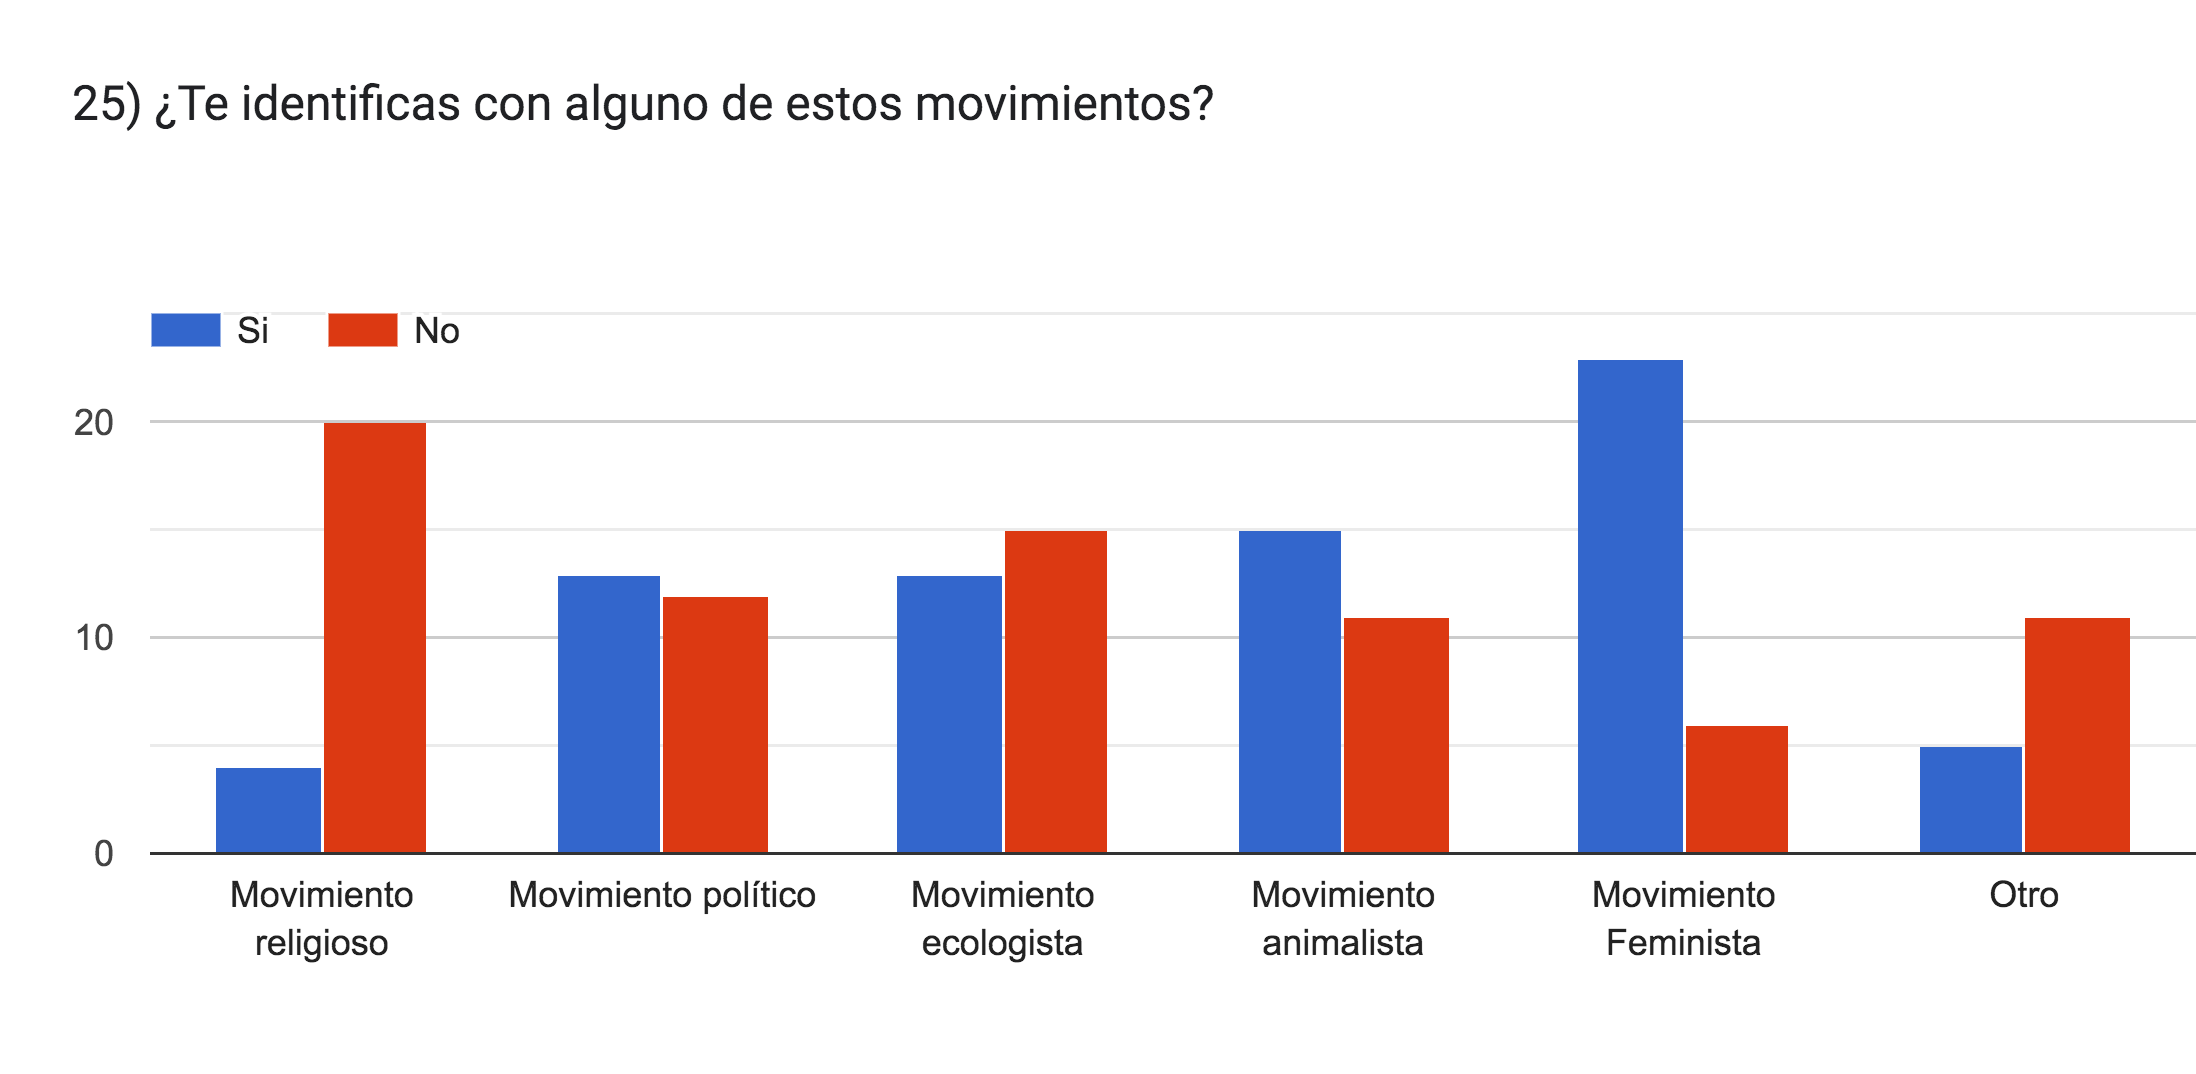 25) ¿Te identificas con alguno de estos movimientos?
Si No
20
10
0
Movimiento religioso
Movimiento político
Movimiento ecologista
Movimiento animalista
Movimiento Feminista
Otro